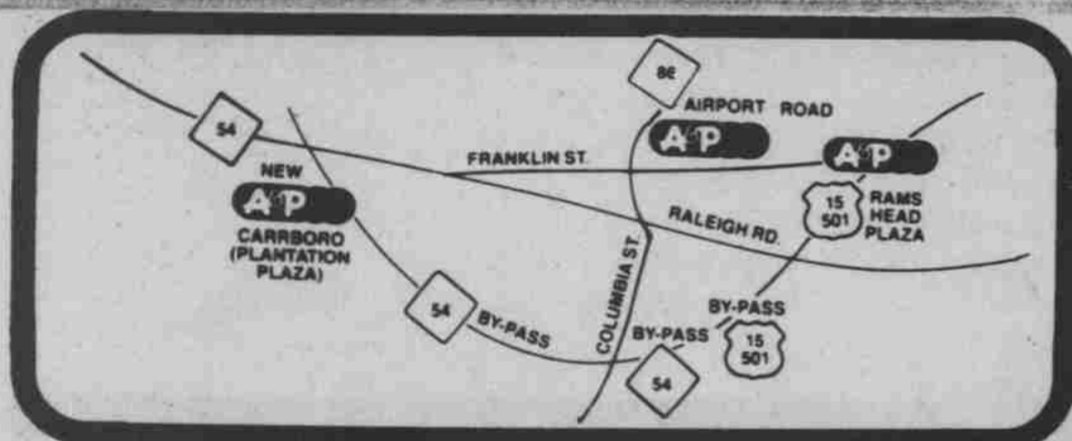 86
AIRPORT ROAD
A&P
54
FRANKLIN ST.
A&P
NEW
A&P
CARRBORO
(PLANTATION
PLAZA)
15
501
RAMS
HEAD
PLAZA
RALEIGH RD.
COLUMBIA ST.
54
BY-PASS
BY-PASS
54
BY-PASS
15
501